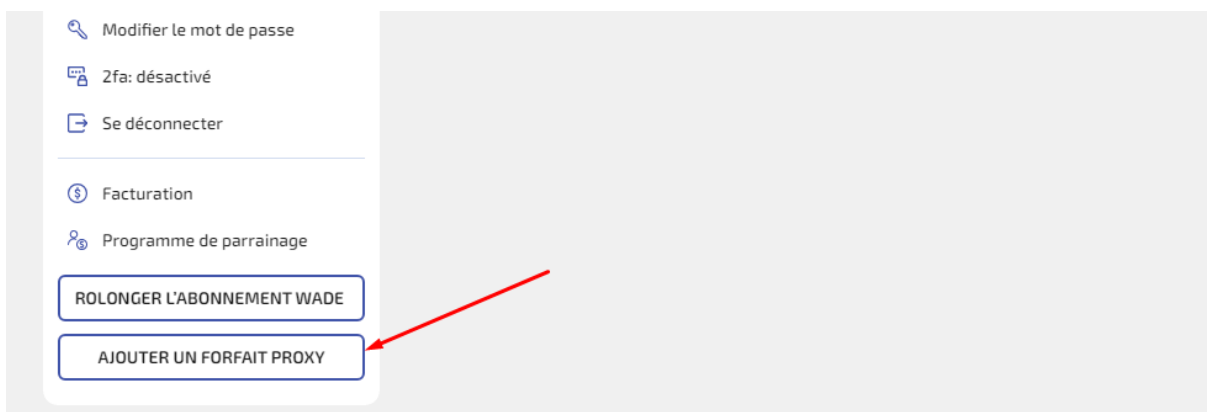 Modifier le mot de passe
2fa: désactivé
Se déconnecter
Facturation
Programme de parrainage
ROLONGER L'ABONNEMENT WADE
AJOUTER UN FORFAIT PROXY